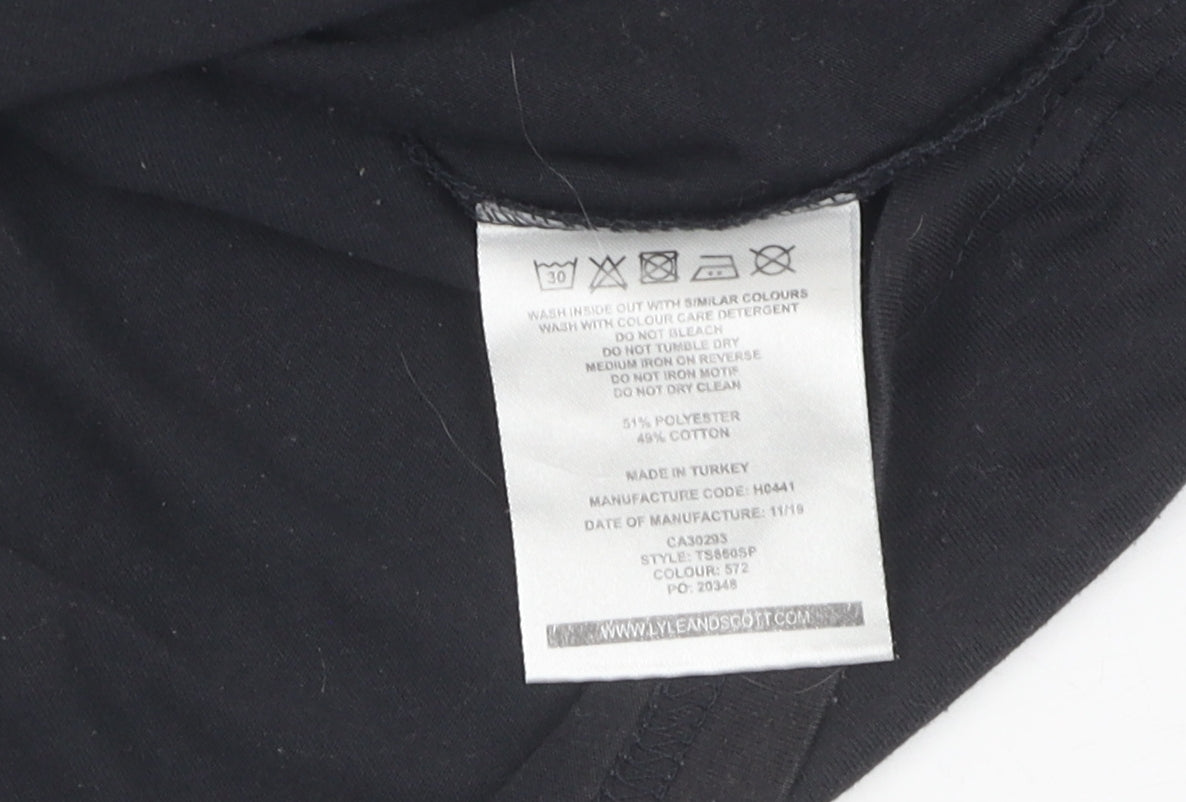 30
WASH INSIDE OUT WITH SIMILAR COLOURS
WASH WITH COLOUR CARE DETERGENT
DO NOT BLEACH
DO NOT TUMBLE DRY
MEDIUM IRON ON REVERSE
DO NOT IRON MOTIF
DO NOT DRY CLEAN
51% POLYESTER
49% COTTON
MADE IN TURKEY
MANUFACTURE CODE: H0441
DATE OF MANUFACTURE: 11/19
CA30293
STYLE: TS860SP
COLOUR: 572
PO: 20348
WWW.LYLEANDSCOTT.COM